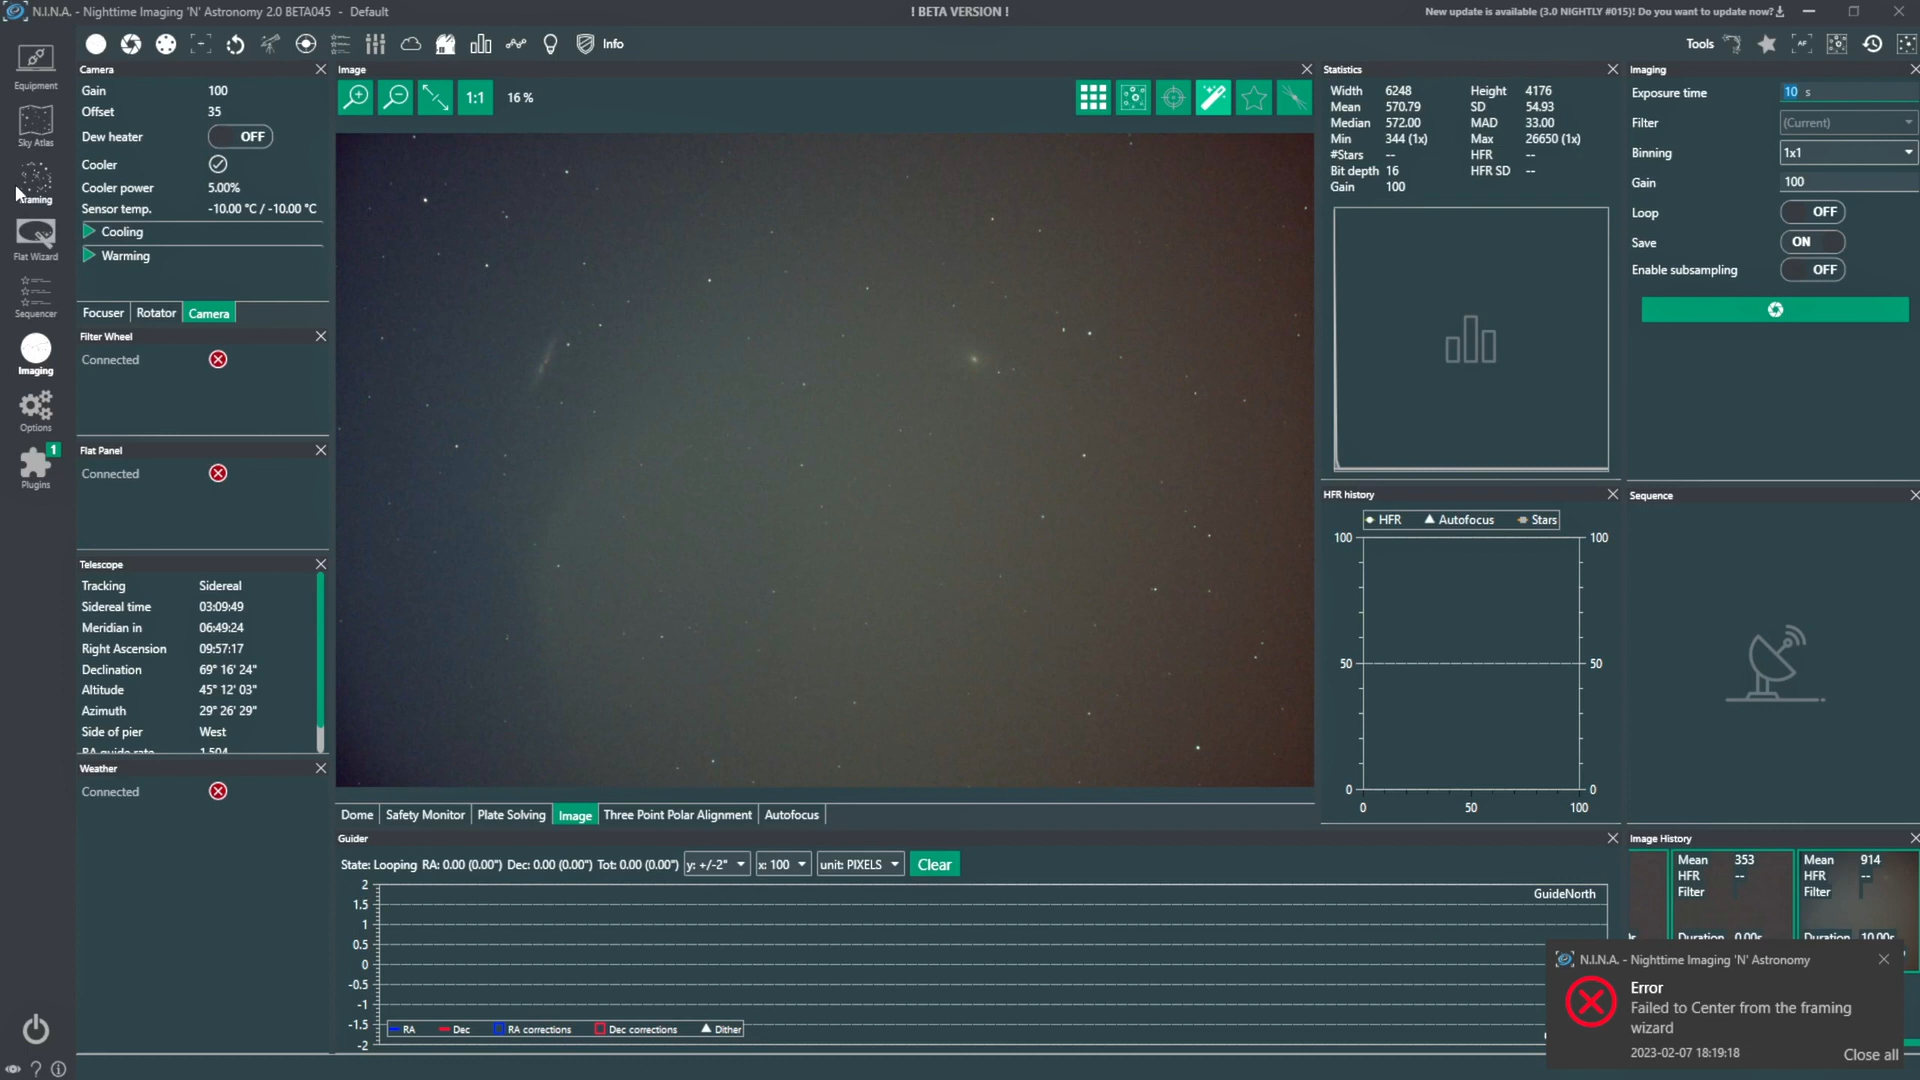 N.I.N.A. - Nighttime Imaging 'N' Astronomy 2.0 BETA045 - Default
! BETA VERSION !
New update is available (3.0 NIGHTLY #015)! Do you want to update now?
Info
Tools
Equipment
Sky Atlas
Framing
Flat Wizard
Sequencer
Imaging
Options
1
Plugins
Camera
Gain 100
Offset 35
Dew heater OFF
Cooler
Cooler power 5.00%
Sensor temp. -10.00 °C / -10.00 °C
Cooling
Warming
Focuser Rotator Camera
Filter Wheel
Connected
Flat Panel
Connected
Telescope
Tracking Sidereal
Sidereal time 03:09:49
Meridian in 06:49:24
Right Ascension 09:57:17
Declination 69° 16' 24"
Altitude 45° 12' 03"
Azimuth 29° 26' 29"
Side of pier West
RA guide rate 1.504
Weather
Connected
Image
1:1 16 %
Dome Safety Monitor Plate Solving Image Three Point Polar Alignment Autofocus
Guider
State: Looping RA: 0.00 (0.00") Dec: 0.00 (0.00") Tot: 0.00 (0.00") y: +/-2" x: 100 unit: PIXELS Clear
2
1.5
1
0.5
0
-0.5
-1
-1.5
-2
GuideNorth
RA Dec RA corrections Dec corrections Dither
Statistics
Width 6248 Height 4176
Mean 570.79 SD 54.93
Median 572.00 MAD 33.00
Min 344 (1x) Max 26650 (1x)
#Stars -- HFR --
Bit depth 16 HFR SD --
Gain 100
HFR history
HFR Autofocus Stars
100 100
50 50
0 0
0 50 100
Imaging
Exposure time 10 s
Filter (Current)
Binning 1x1
Gain 100
Loop OFF
Save ON
Enable subsampling OFF
Sequence
Image History
Mean 353
HFR --
Filter
Duration 0.00s
Mean 914
HFR --
Filter
Duration 10.00s
N.I.N.A. - Nighttime Imaging 'N' Astronomy
Error
Failed to Center from the framing
wizard
2023-02-07 18:19:18
Close all